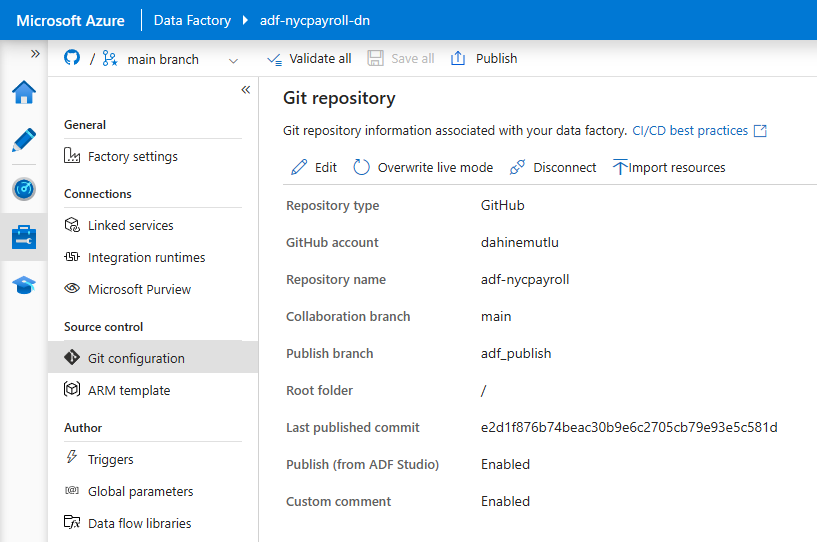 Microsoft Azure | Data Factory adf-nycpayroll-dn
»
/ main branch
Validate all Save all Publish
«
General
Factory settings
Connections
Linked services
Integration runtimes
Microsoft Purview
Source control
Git configuration
ARM template
Author
Triggers
Global parameters
Data flow libraries
Git repository
Git repository information associated with your data factory. CI/CD best practices
Edit Overwrite live mode Disconnect Import resources
Repository type GitHub
GitHub account dahinemutlu
Repository name adf-nycpayroll
Collaboration branch main
Publish branch adf_publish
Root folder /
Last published commit e2d1f876b74beac30b9e6c2705cb79e93e5c581d
Publish (from ADF Studio) Enabled
Custom comment Enabled